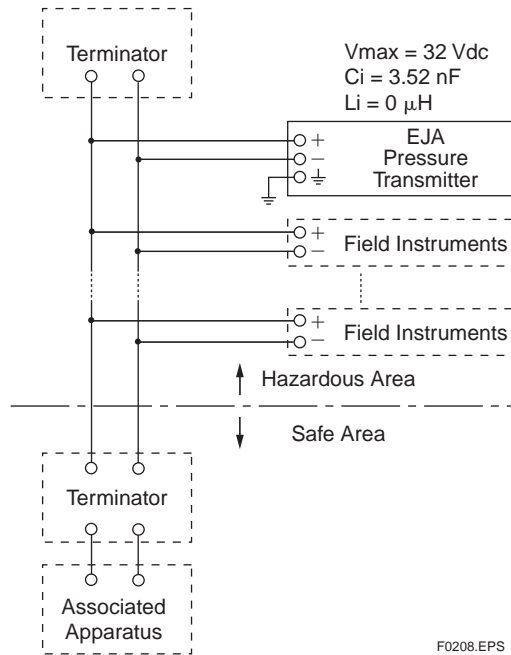 Terminator
Vmax = 32 Vdc
Ci = 3.52 nF
Li = 0 μH
+
−
EJA
Pressure
Transmitter
+
−
Field Instruments
+
−
Field Instruments
Hazardous Area
Safe Area
Terminator
Associated
Apparatus
F0208.EPS